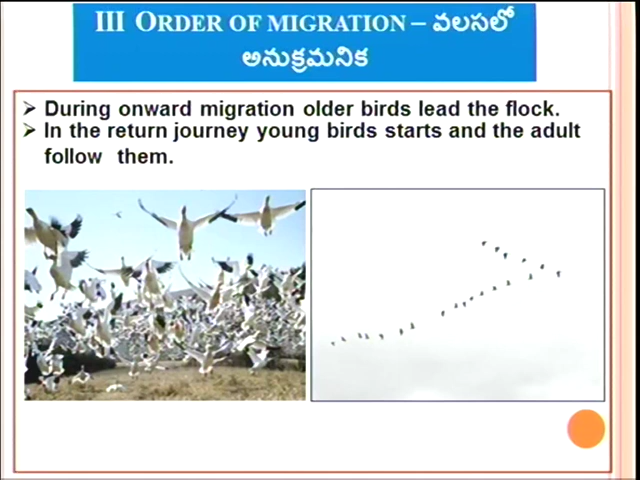 III ORDER OF MIGRATION – వలసలో
అనుక్రమనిక
➢ During onward migration older birds lead the flock.
➢ In the return journey young birds starts and the adult
follow them.